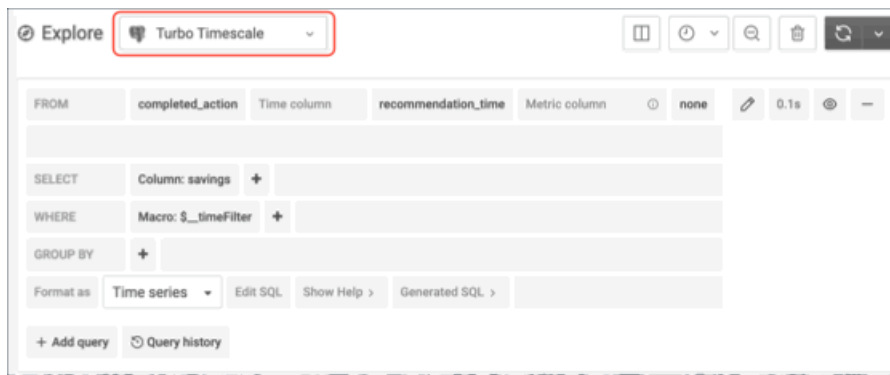 Explore Turbo Timescale
FROM completed_action Time column recommendation_time Metric column none 0.1s
SELECT Column: savings +
WHERE Macro: $__timeFilter +
GROUP BY +
Format as Time series Edit SQL Show Help > Generated SQL >
+ Add query Query history